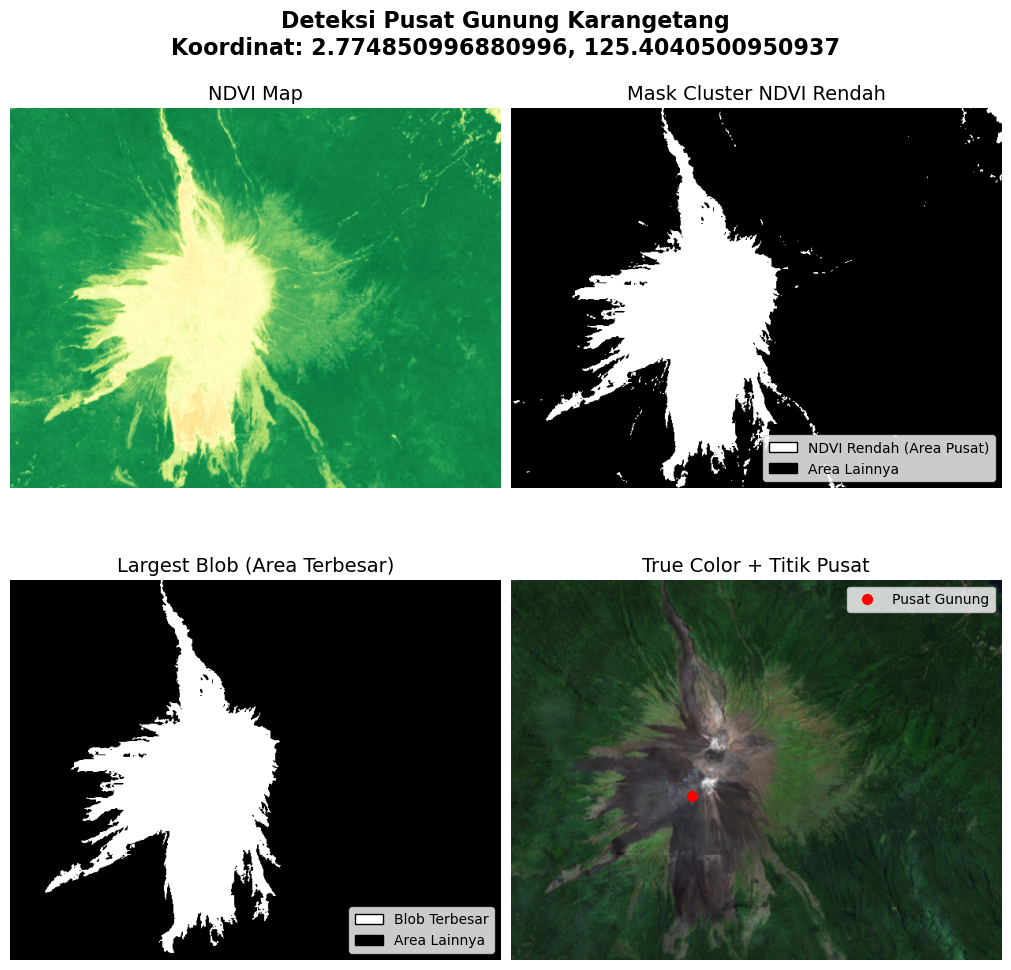 Deteksi Pusat Gunung Karangetang
Koordinat: 2.774850996880996, 125.4040500950937
NDVI Map
Mask Cluster NDVI Rendah
NDVI Rendah (Area Pusat)
Area Lainnya
Largest Blob (Area Terbesar)
True Color + Titik Pusat
Blob Terbesar
Area Lainnya
Pusat Gunung